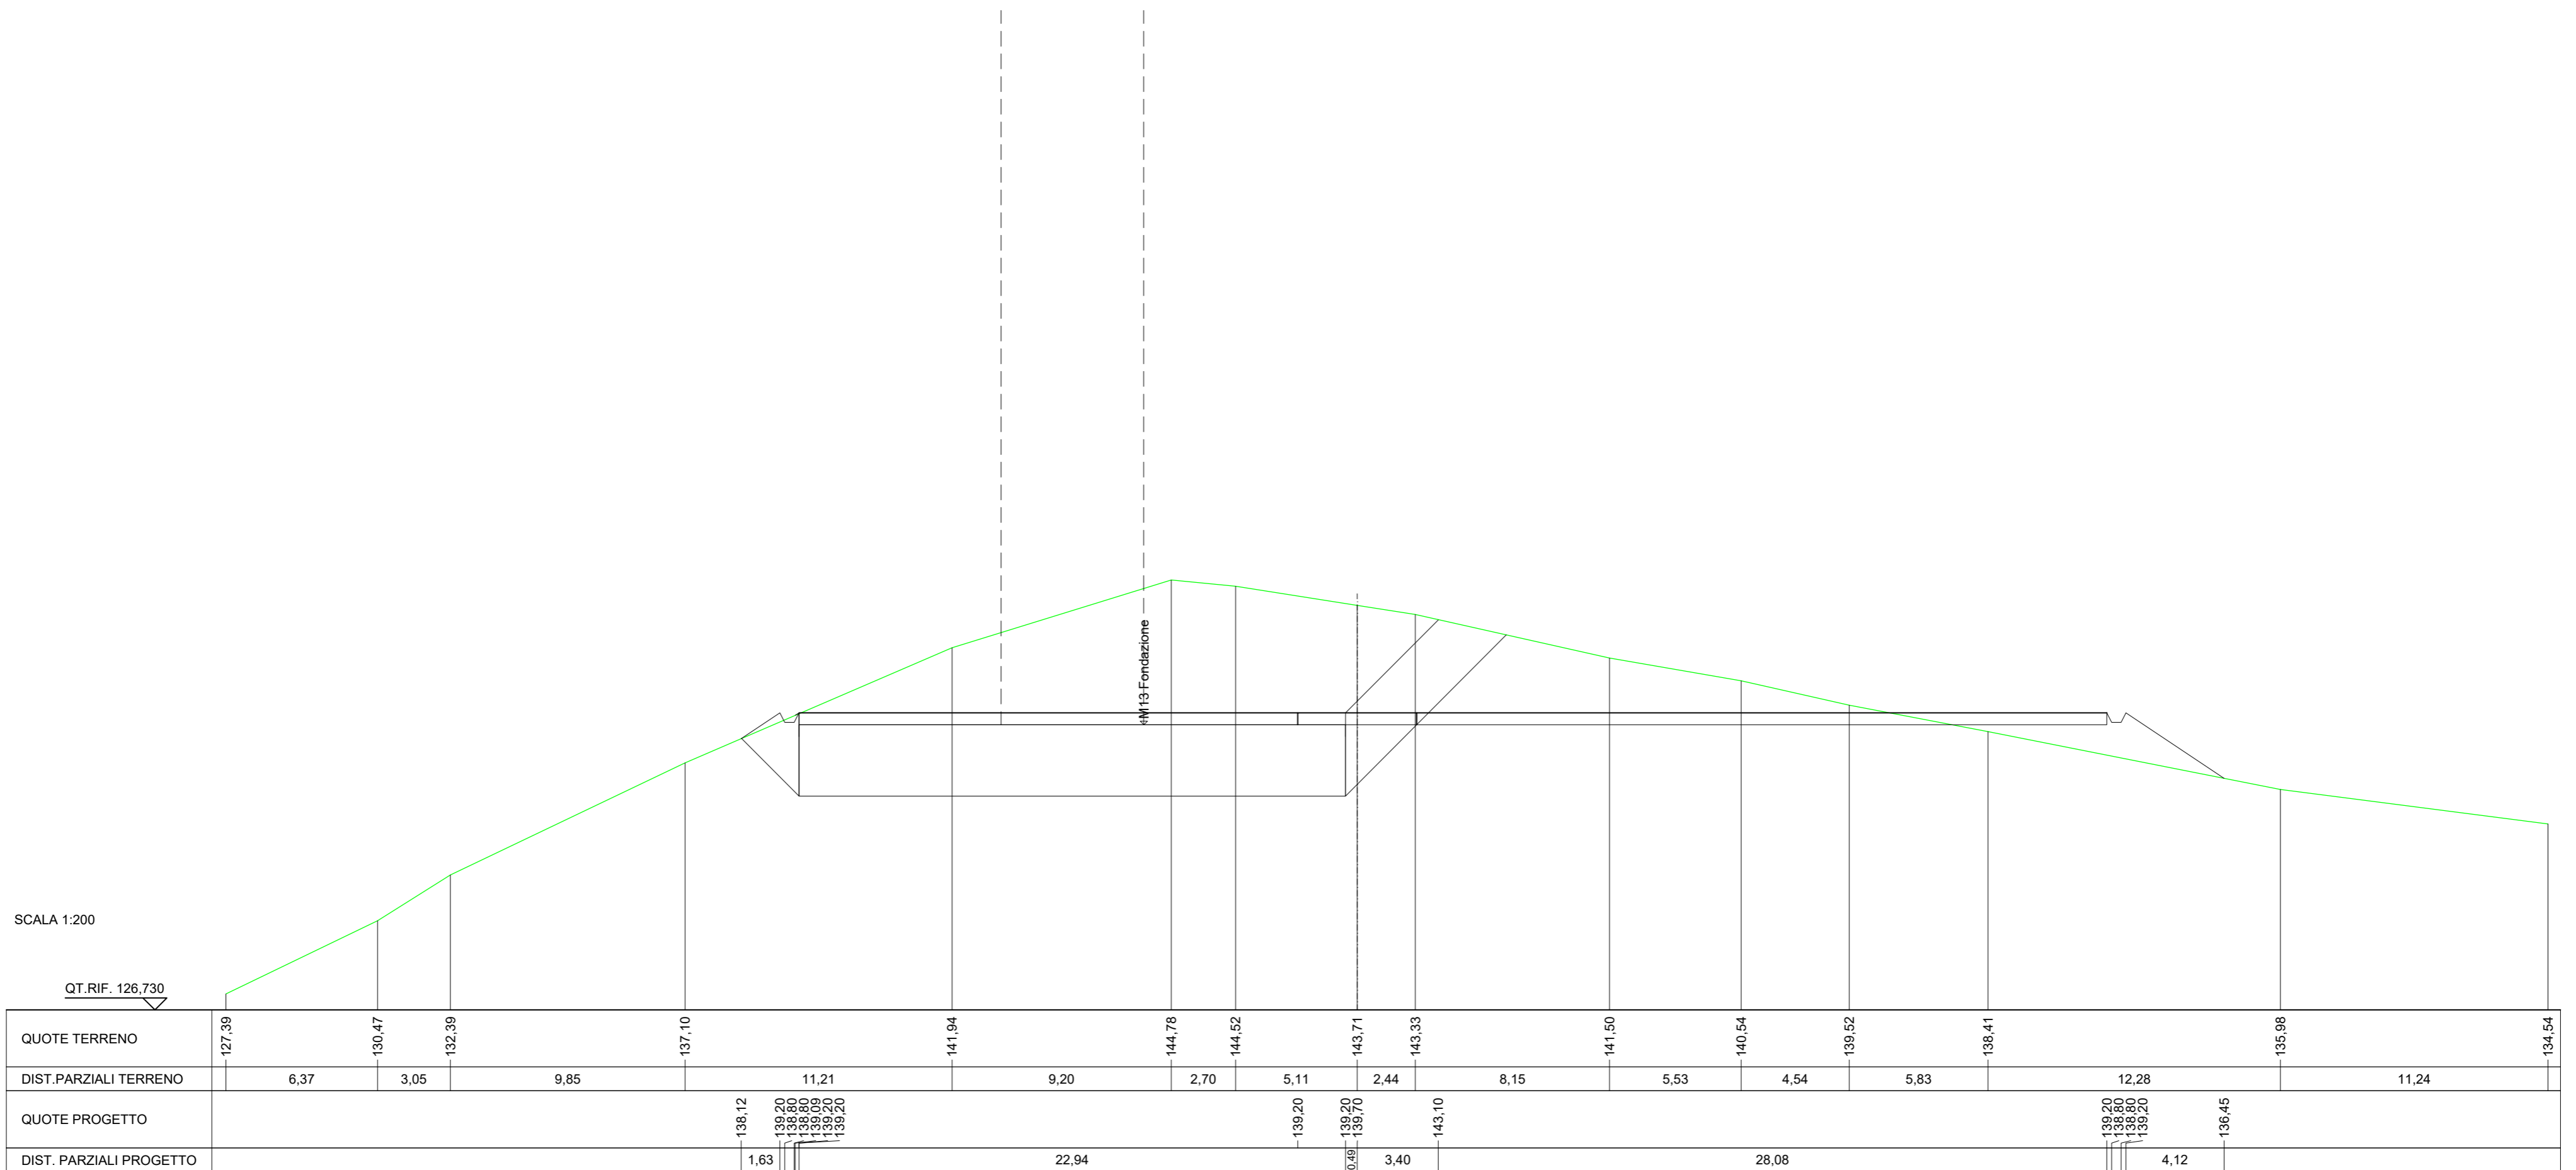 M13 Fondazione
SCALA 1:200
QT.RIF. 126,730
QUOTE TERRENO 127,39 130,47 132,39 137,10 141,94 144,78 144,52 143,71 143,33 141,50 140,54 139,52 138,41 135,98 134,54
DIST.PARZIALI TERRENO 6,37 3,05 9,85 11,21 9,20 2,70 5,11 2,44 8,15 5,53 4,54 5,83 12,28 11,24
QUOTE PROGETTO 138,12 139,20 138,80 138,80 139,09 139,20 139,20 139,20 139,20 139,70 143,10 139,20 138,80 138,80 139,20 136,45
DIST. PARZIALI PROGETTO 1,63 22,94 0,49 3,40 28,08 4,12